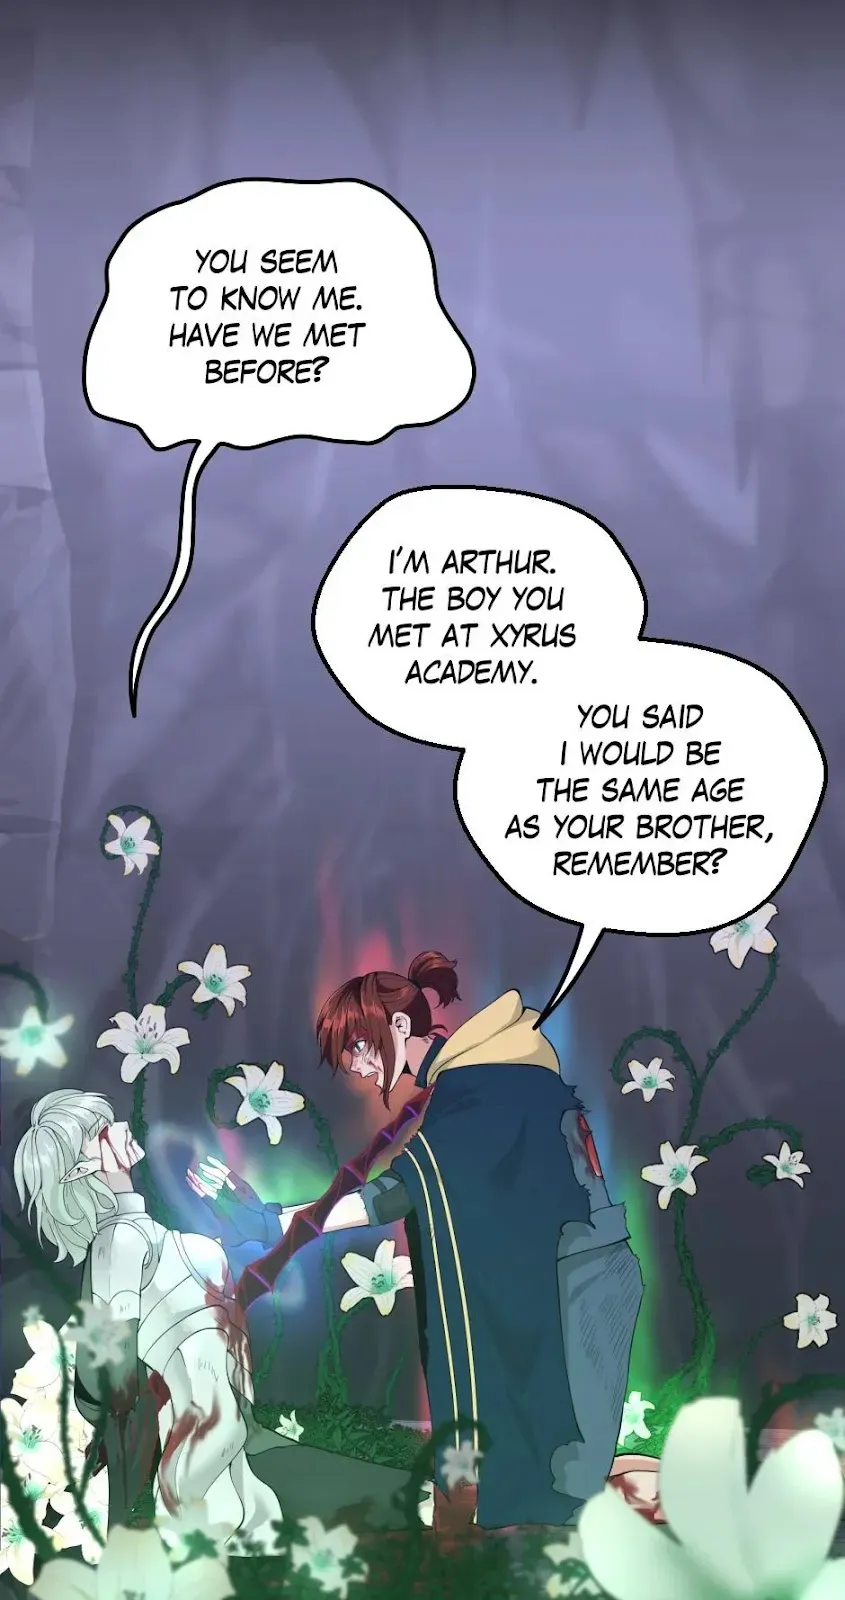 YOU SEEM
TO KNOW ME.
HAVE WE MET
BEFORE?
I'M ARTHUR.
THE BOY YOU
MET AT XYRUS
ACADEMY.
YOU SAID
I WOULD BE
THE SAME AGE
AS YOUR BROTHER,
REMEMBER?